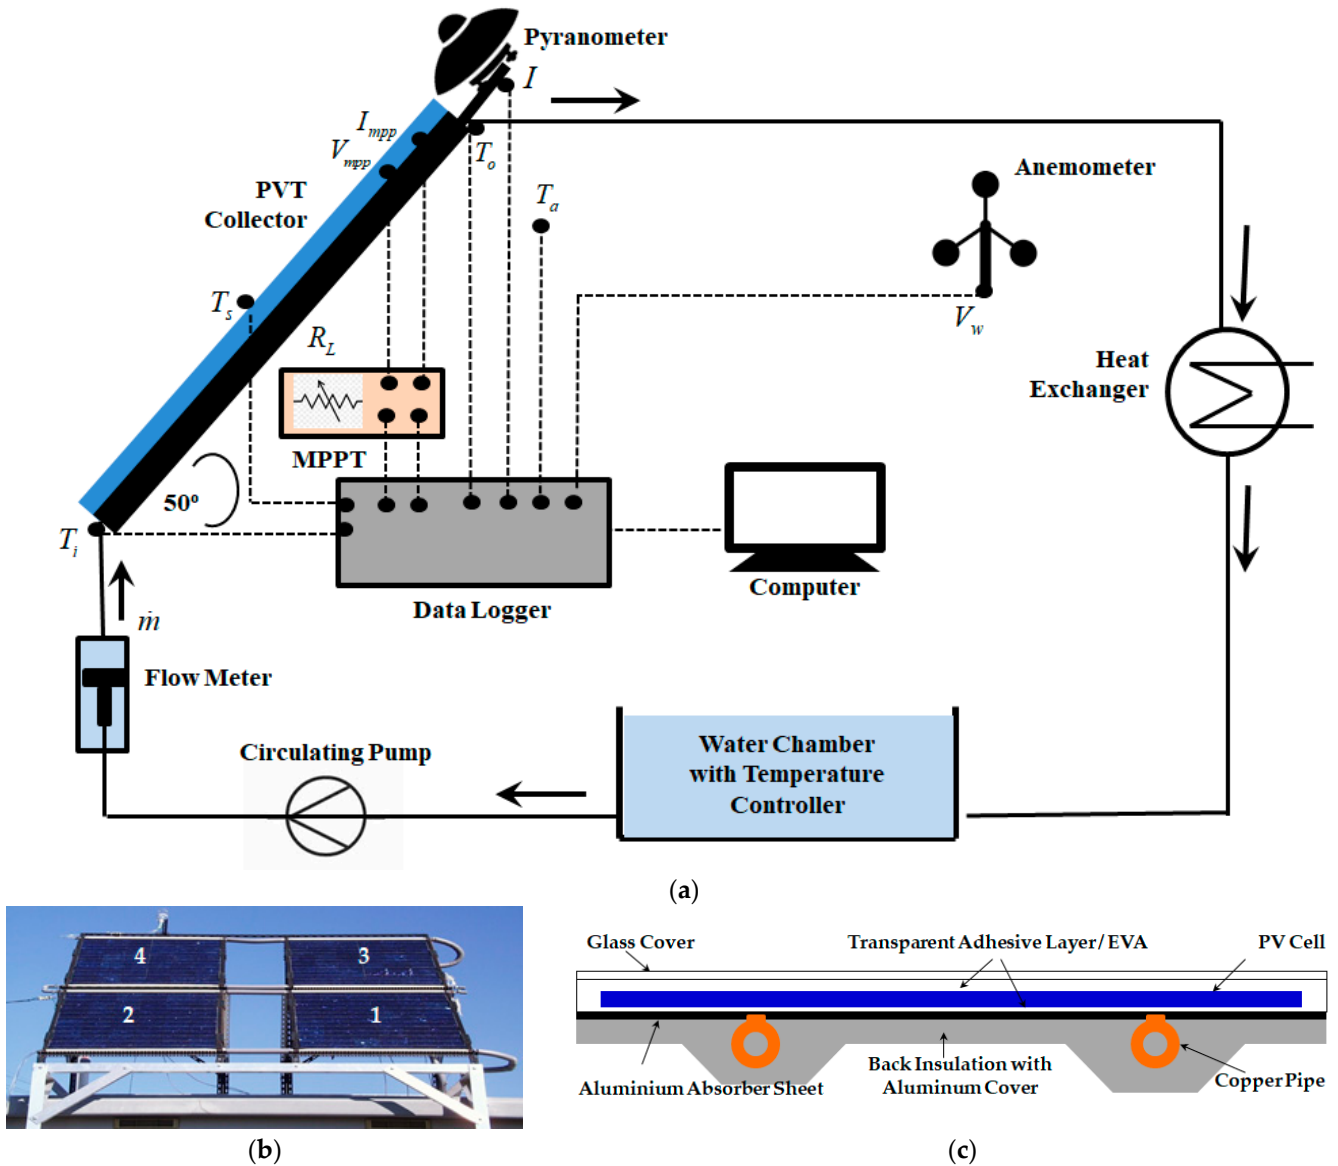 Pyranometer
I
I_mpp
V_mpp
T_o
PVT
Collector
T_a
Anemometer
T_s
V_w
R_L
Heat
Exchanger
MPPT
50º
T_i
Computer
Data Logger
ṁ
Flow Meter
Circulating Pump
Water Chamber
with Temperature
Controller
(a)
4
3
2
1
(b)
Glass Cover
Transparent Adhesive Layer/EVA
PV Cell
Aluminium Absorber Sheet
Back Insulation with
Aluminum Cover
Copper Pipe
(c)